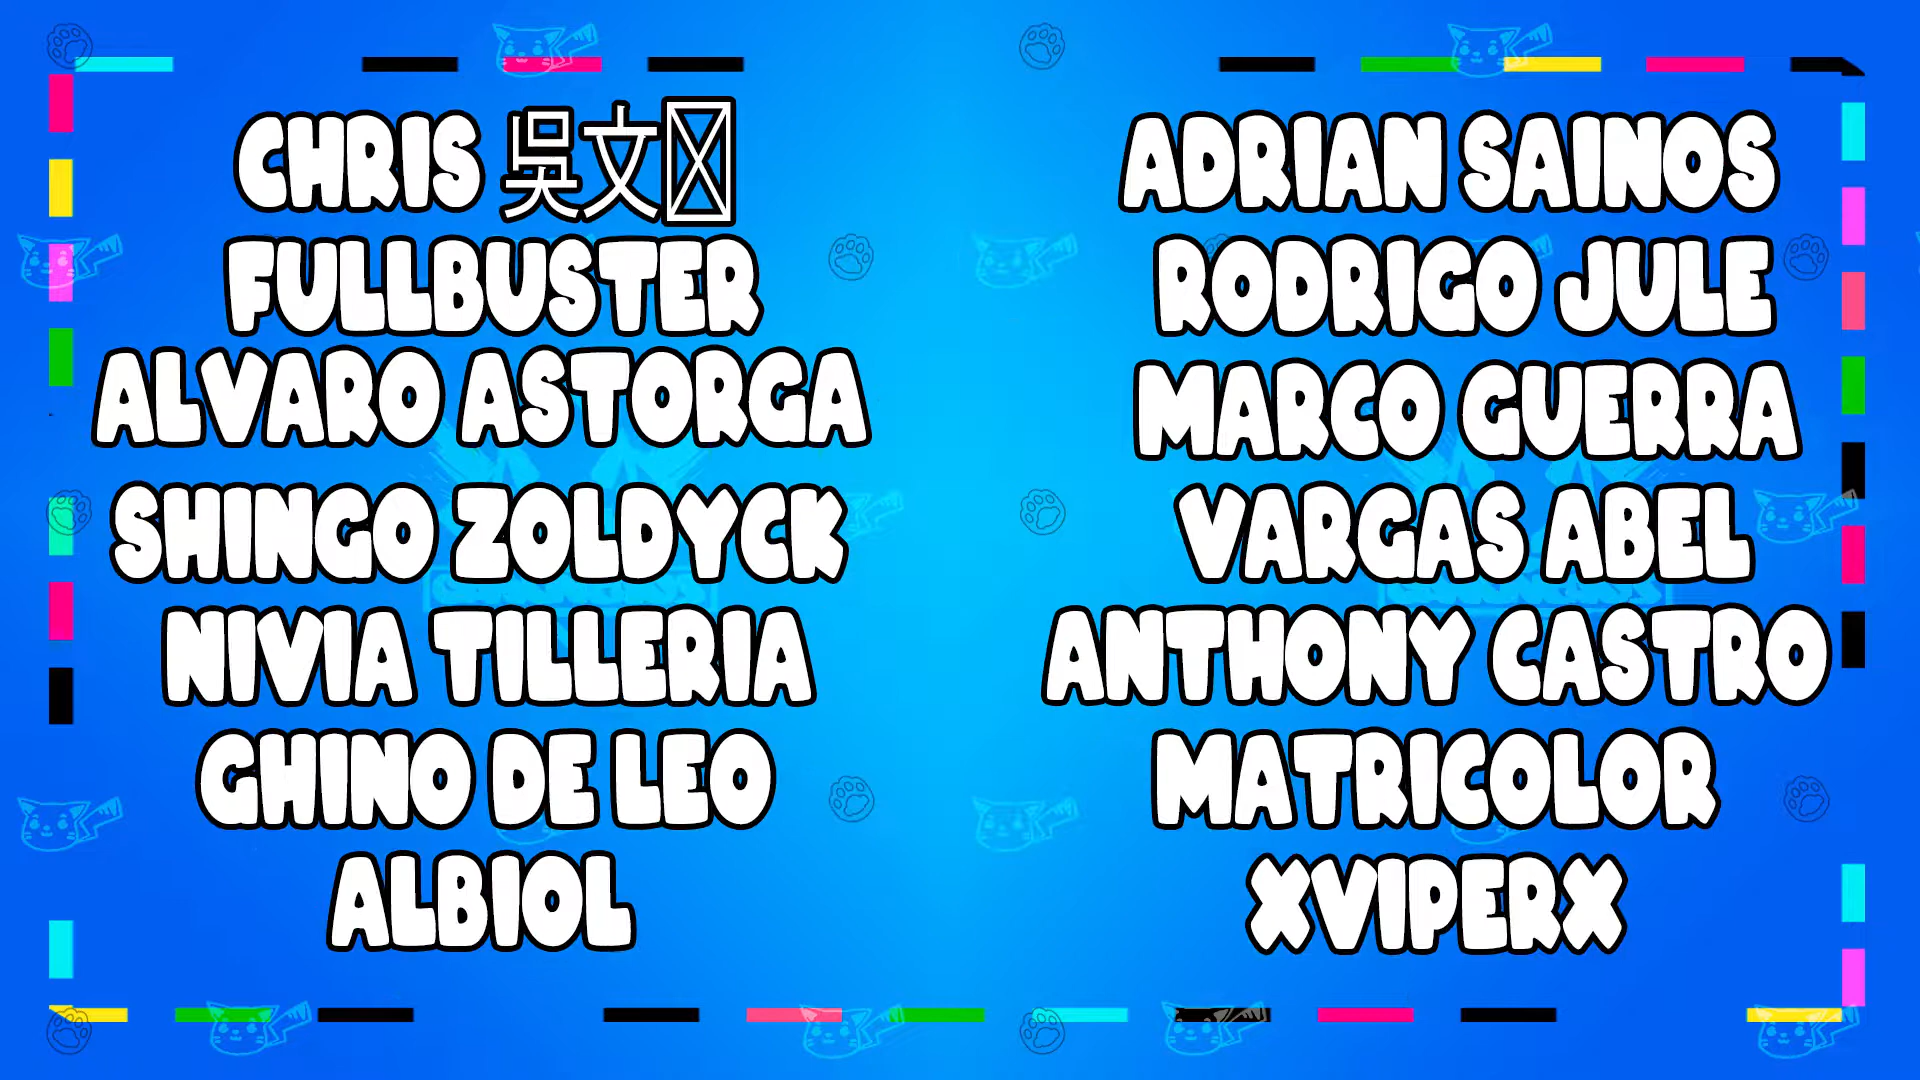 CHRIS 吳文
FULLBUSTER
ALVARO ASTORGA
SHINGO ZOLDYCK
NIVIA TILLERIA
GHINO DE LEO
ALBIOL
ADRIAN SAINOS
RODRIGO JULE
MARCO GUERRA
VARGAS ABEL
ANTHONY CASTRO
MATRICOLOR
XVIPERX